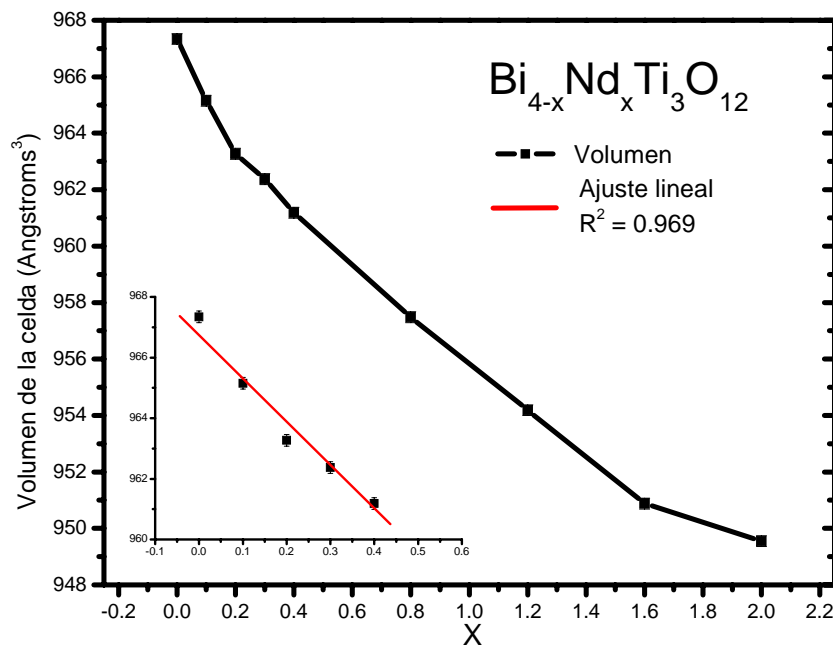 968
966
964
962
960
958
956
954
952
950
948
Volumen de la celda (Angstroms³)
Bi₄₋ₓNdₓTi₃O₁₂
Volumen
Ajuste lineal
R² = 0.969
968
966
964
962
960
-0.1 0.0 0.1 0.2 0.3 0.4 0.5 0.6
-0.2 0.0 0.2 0.4 0.6 0.8 1.0 1.2 1.4 1.6 1.8 2.0 2.2
X